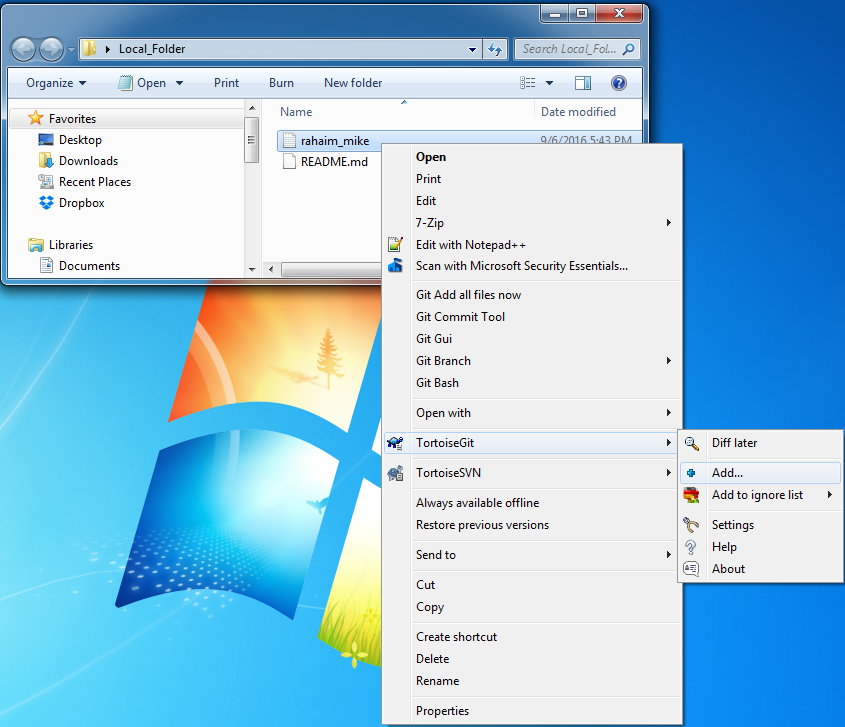 Local_Folder
Search Local_Fol...
Organize
Open
Print
Burn
New folder
Favorites
Desktop
Downloads
Recent Places
Dropbox
Libraries
Documents
Name
Date modified
rahaim_mike
9/6/2016 5:43 PM
README.md
Open
Print
Edit
7-Zip
Edit with Notepad++
Scan with Microsoft Security Essentials...
Git Add all files now
Git Commit Tool
Git Gui
Git Branch
Git Bash
Open with
TortoiseGit
TortoiseSVN
Always available offline
Restore previous versions
Send to
Cut
Copy
Create shortcut
Delete
Rename
Properties
Diff later
Add...
Add to ignore list
Settings
Help
About